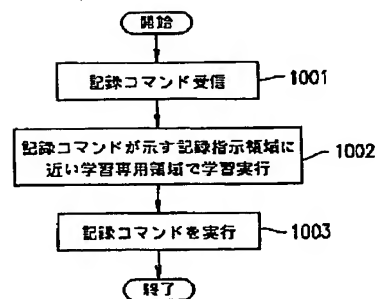 開始
記録コマンド受信
1001
記録コマンドが示す記録指示領域に
近い学習専用領域で学習実行
1002
記録コマンドを実行
1003
終了